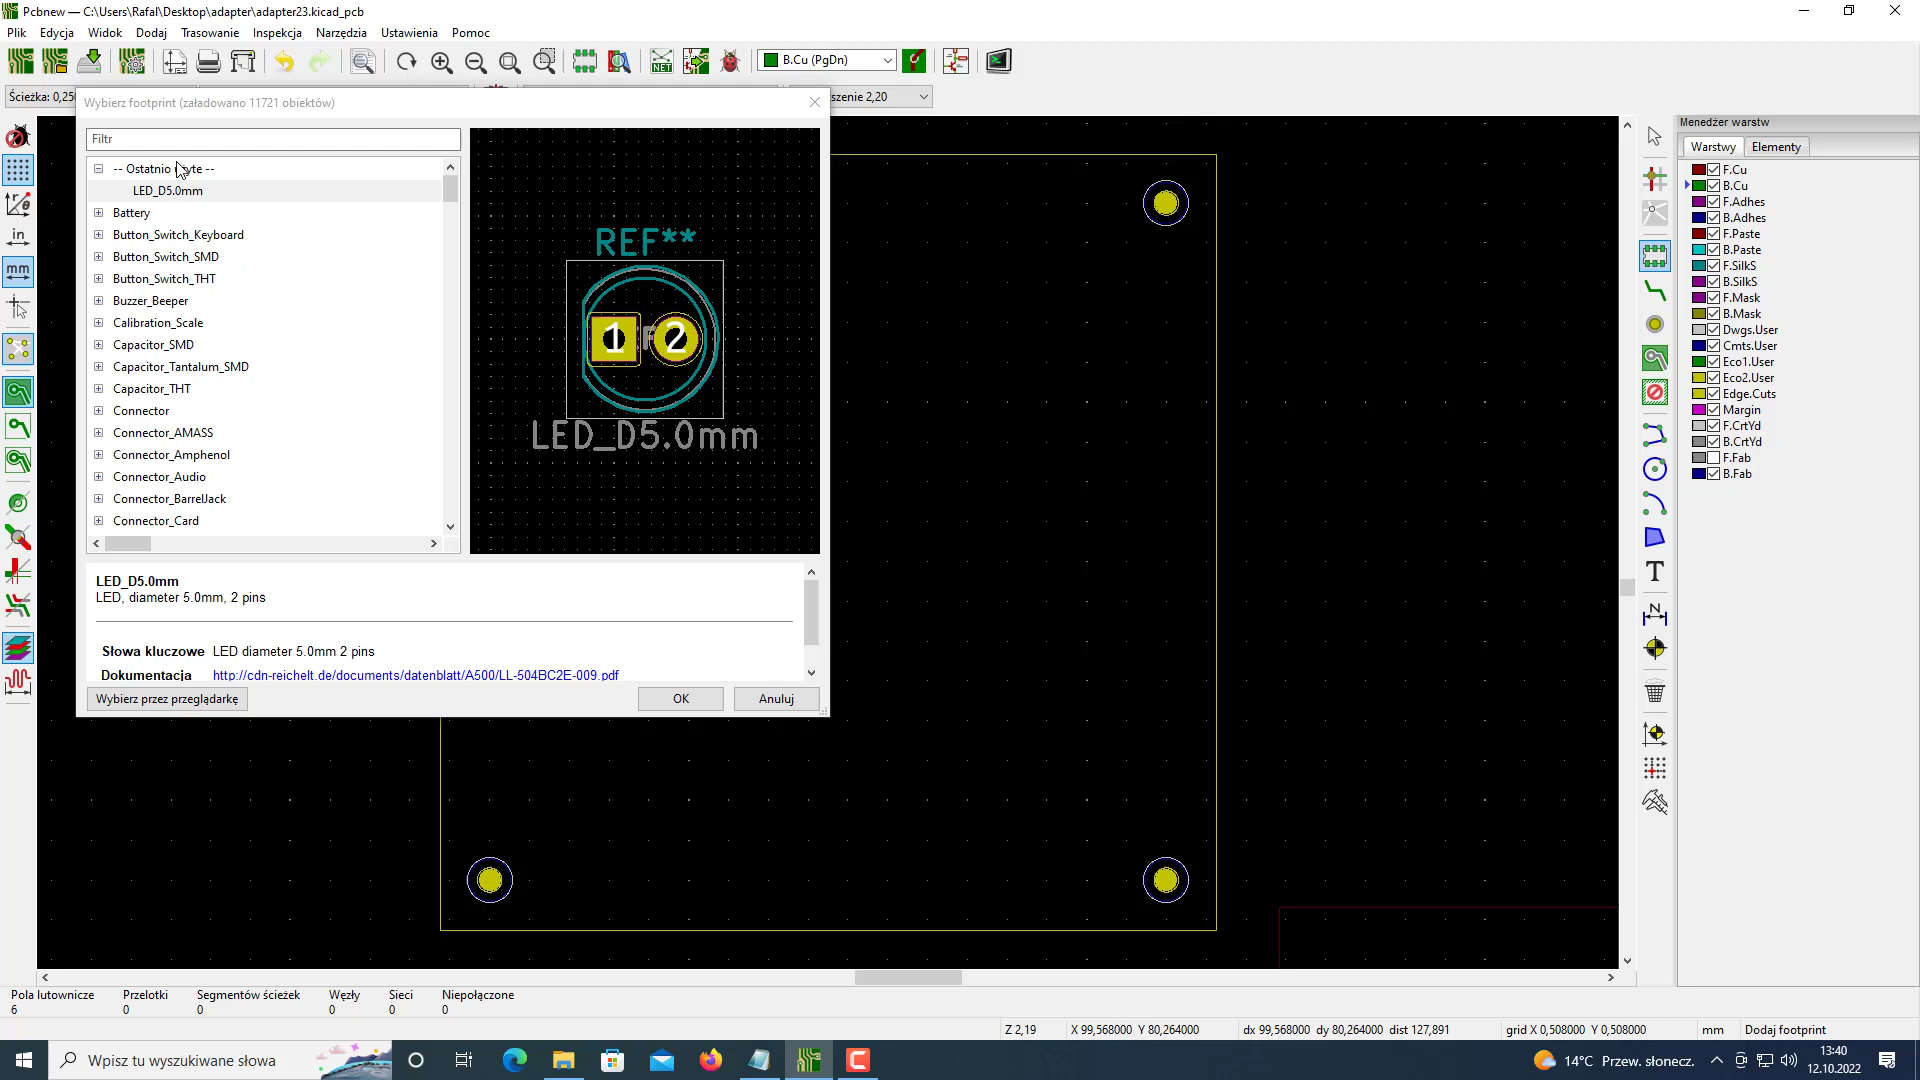 Pcbnew — C:\Users\Rafal\Desktop\adapter\adapter23.kicad_pcb
Plik Edycja Widok Dodaj Trasowanie Inspekcja Narzędzia Ustawienia Pomoc
NET
B.Cu (PgDn)
Ścieżka: 0,250
szenie 2,20
Wybierz footprint (załadowano 11721 obiektów)
Filtr
-- Ostatnio
LED_D5.0mm
Battery
Button_Switch_Keyboard
Button_Switch_SMD
Button_Switch_THT
Buzzer_Beeper
Calibration_Scale
Capacitor_SMD
Capacitor_Tantalum_SMD
Capacitor_THT
Connector
Connector_AMASS
Connector_Amphenol
Connector_Audio
Connector_BarrelJack
Connector_Card
REF**
1 2
LED_D5.0mm
LED_D5.0mm
LED, diameter 5.0mm, 2 pins
Słowa kluczowe LED diameter 5.0mm 2 pins
Dokumentacja http://cdn-reichelt.de/documents/datenblatt/A500/LL-504BC2E-009.pdf
Wybierz przez przeglądarkę
OK
Anuluj
in
mm
T
N
Menedżer warstw
Warstwy Elementy
F.Cu
B.Cu
F.Adhes
B.Adhes
F.Paste
B.Paste
F.SilkS
B.SilkS
F.Mask
B.Mask
Dwgs.User
Cmts.User
Eco1.User
Eco2.User
Edge.Cuts
Margin
F.CrtYd
B.CrtYd
F.Fab
B.Fab
Pola lutownicze Przelotki Segmentów ścieżek Węzły Sieci Niepołączone
6 0 0 0 0 0
Z 2,19 X 99,568000 Y 80,264000 dx 99,568000 dy 80,264000 dist 127,891 grid X 0,508000 Y 0,508000 mm Dodaj footprint
Wpisz tu wyszukiwane słowa
14°C Przew. słonecz.
13:40
12.10.2022